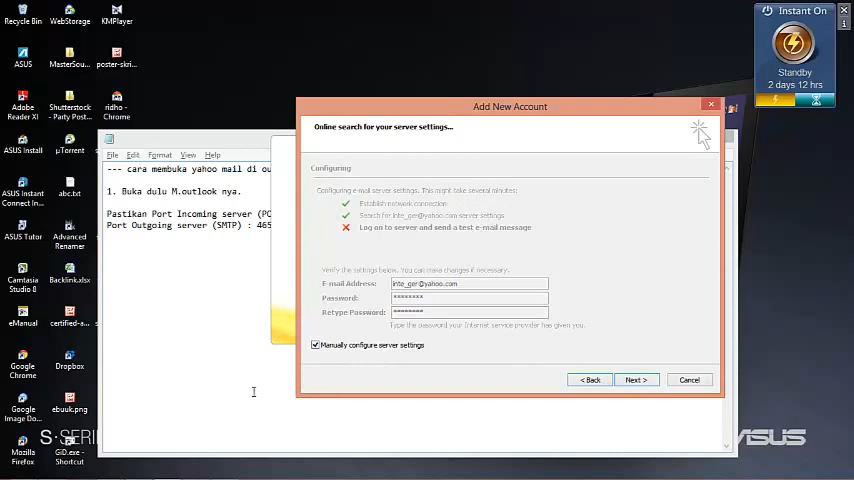 Recycle Bin
WebStorage
KMPlayer
ASUS
MasterSou...
poster-skri...
Adobe
Reader XI
Shutterstock
- Party Post...
ridho -
Chrome
ASUS Install
µTorrent
ASUS Instant
Connect In...
abc.txt
ASUS Tutor
Advanced
Renamer
Camtasia
Studio 8
Backlink.xlsx
eManual
certified-a...
Google
Chrome
Dropbox
Google
Image Do...
ebuuk.png
Mozilla
Firefox
GiD.exe -
Shortcut
File Edit Format View Help
--- cara membuka yahoo mail di ou
1. Buka dulu M.outlook nya.
Pastikan Port Incoming server (PO
Port Outgoing server (SMTP) : 465
Add New Account
Online search for your server settings...
Configuring
Configuring e-mail server settings. This might take several minutes:
Establish network connection
Search for inte_ger@yahoo.com server settings
Log on to server and send a test e-mail message
Verify the settings below. You can make changes if necessary.
E-mail Address: inte_ger@yahoo.com
Password: ********
Retype Password: ********
Type the password your Internet service provider has given you.
Manually configure server settings
< Back Next > Cancel
Instant On
Standby
2 days 12 hrs
S·SERI
ASUS